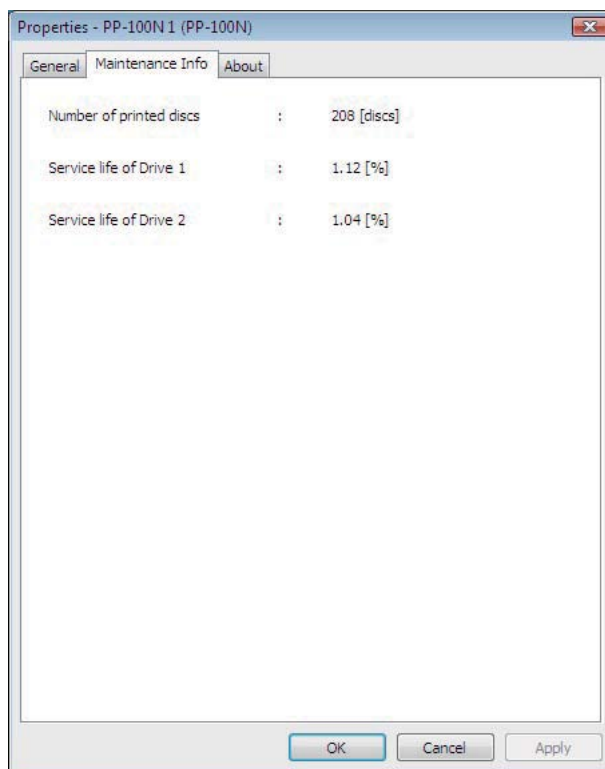 Properties - PP-100N 1 (PP-100N)
General Maintenance Info About
Number of printed discs : 208 [discs]
Service life of Drive 1 : 1.12 [%]
Service life of Drive 2 : 1.04 [%]
OK Cancel Apply